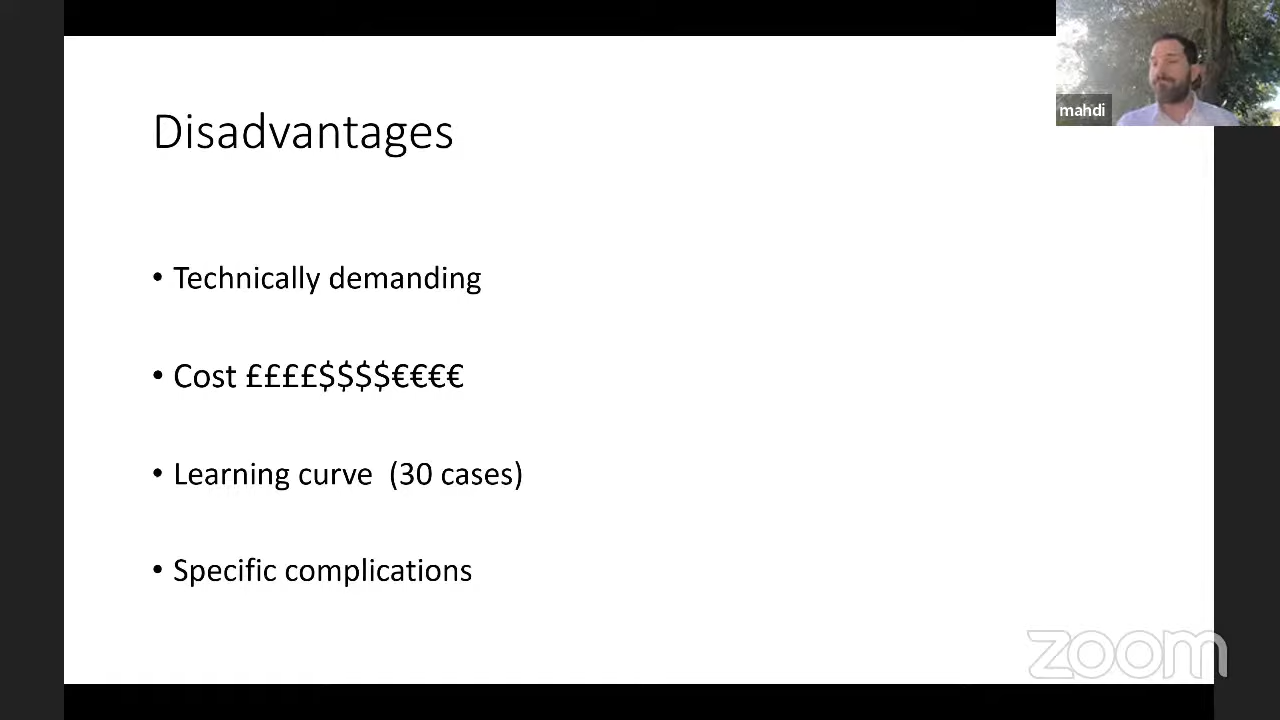 mahdi
Disadvantages
• Technically demanding
• Cost ££££$$$$€€€€
• Learning curve  (30 cases)
• Specific complications
zoom